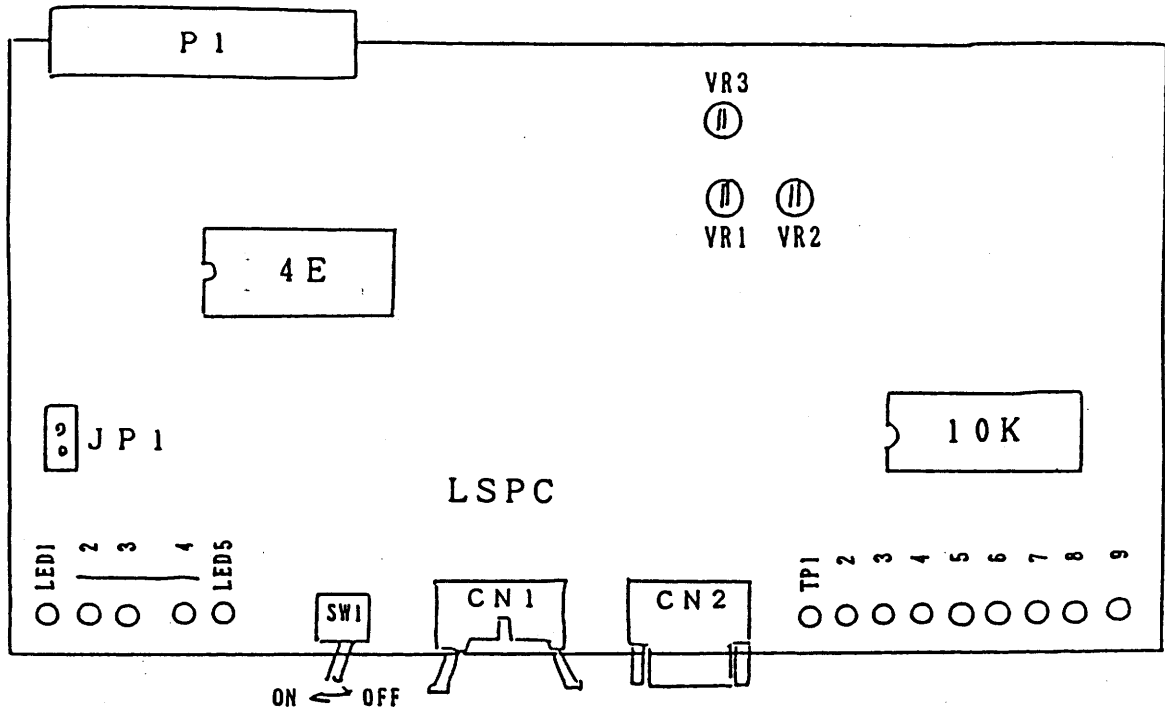 P1
VR3
VR1 VR2
4E
JP1
10K
LSPC
LED1 2 3 4 LED5
TP1 2 3 4 5 6 7 8 9
SW1
CN1
CN2
ON OFF